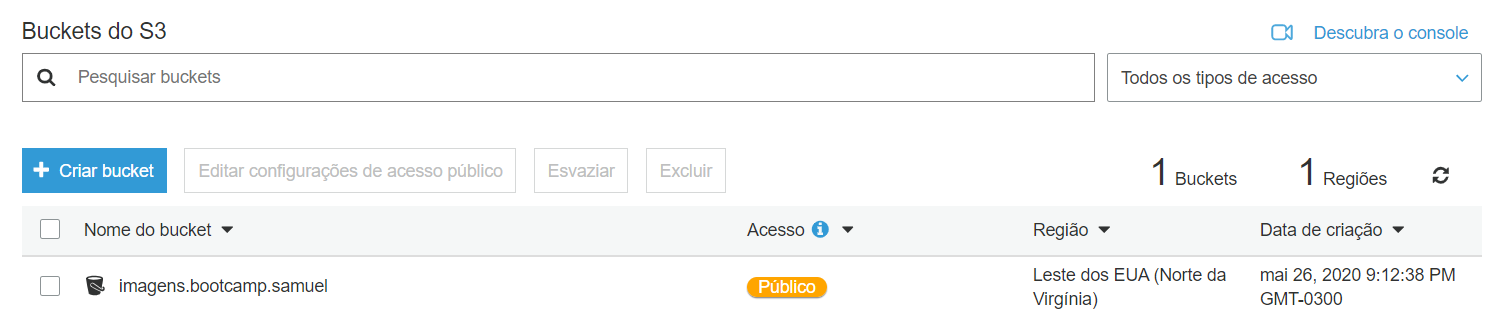 Buckets do S3
Descubra o console
Pesquisar buckets
Todos os tipos de acesso
Criar bucket
Editar configurações de acesso público
Esvaziar
Excluir
1 Buckets
1 Regiões
Nome do bucket
Acesso
Região
Data de criação
imagens.bootcamp.samuel
Público
Leste dos EUA (Norte da
Virgínia)
mai 26, 2020 9:12:38 PM
GMT-0300